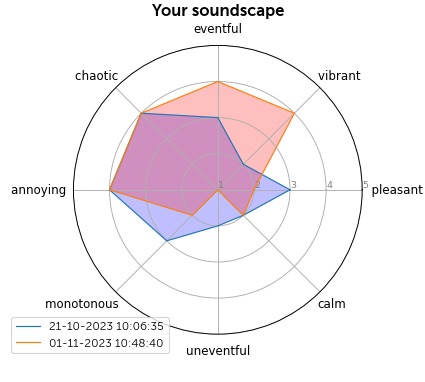 Your soundscape
eventful
chaotic
vibrant
annoying
1 2 3 4 5
pleasant
monotonous
calm
uneventful
21-10-2023 10:06:35
01-11-2023 10:48:40